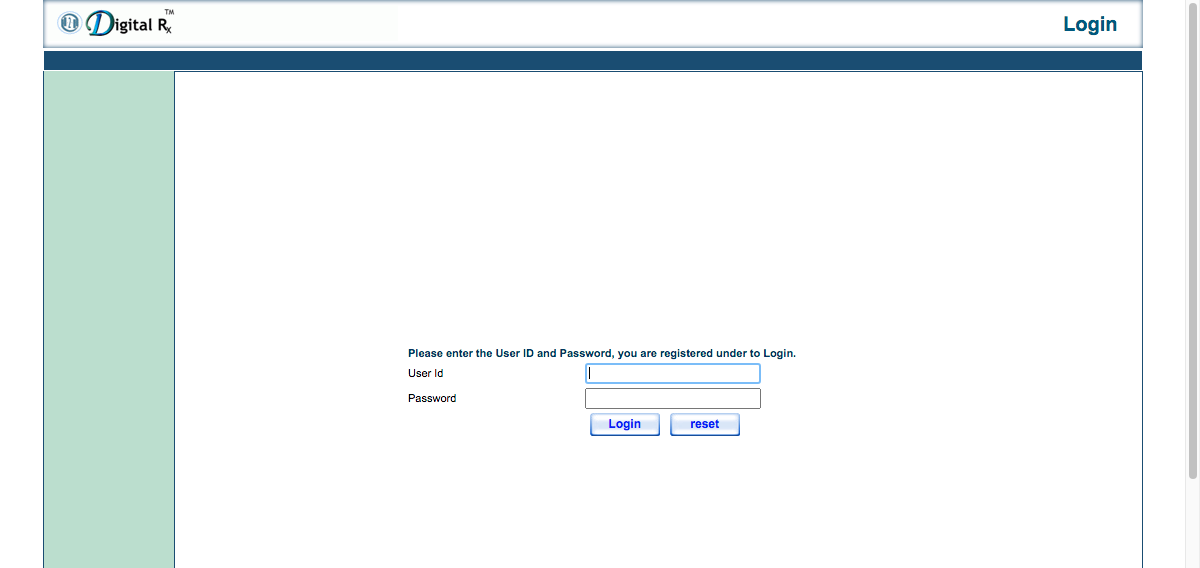 Digital Rx TM
Login
Please enter the User ID and Password, you are registered under to Login.
User Id
Password
Login reset